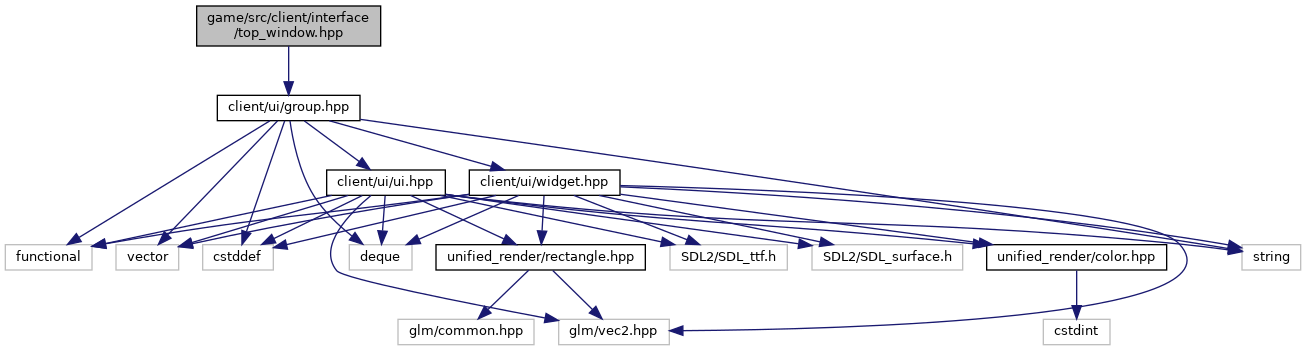 game/src/client/interface
/top_window.hpp
client/ui/group.hpp
client/ui/ui.hpp
client/ui/widget.hpp
functional
vector
cstddef
deque
unified_render/rectangle.hpp
SDL2/SDL_ttf.h
SDL2/SDL_surface.h
unified_render/color.hpp
string
glm/common.hpp
glm/vec2.hpp
cstdint